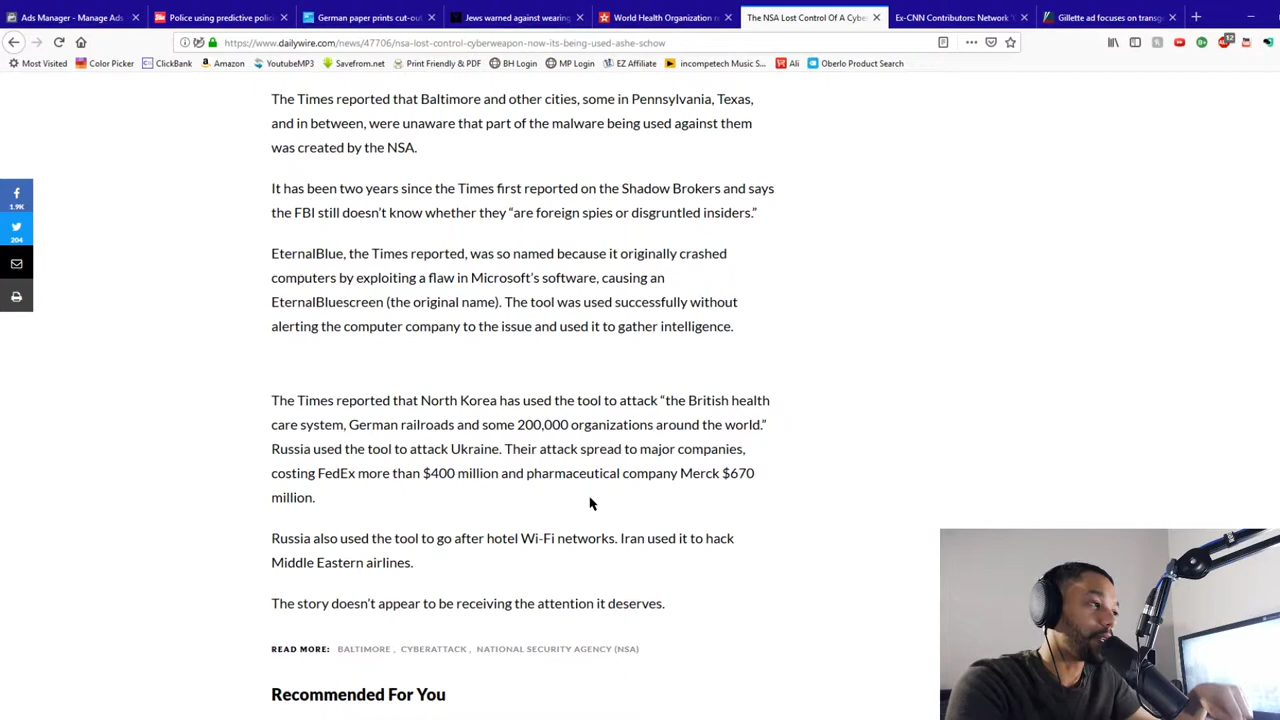 Ads Manager - Manage Ads
Police using predictive polici
German paper prints cut-out
Jews warned against wearing
World Health Organization re
The NSA Lost Control Of A Cybe
Ex-CNN Contributors: Network 'C
Gillette ad focuses on transg
https://www.dailywire.com/news/47706/nsa-lost-control-cyberweapon-now-its-being-used-ashe-schow
12
Most Visited
Color Picker
ClickBank
Amazon
YoutubeMP3
Savefrom.net
Print Friendly & PDF
BH Login
MP Login
EZ Affiliate
incompetech Music S...
Ali
Oberlo Product Search
The Times reported that Baltimore and other cities, some in Pennsylvania, Texas,
and in between, were unaware that part of the malware being used against them
was created by the NSA.
It has been two years since the Times first reported on the Shadow Brokers and says
the FBI still doesn't know whether they “are foreign spies or disgruntled insiders.”
1.9K
204
EternalBlue, the Times reported, was so named because it originally crashed
computers by exploiting a flaw in Microsoft's software, causing an
EternalBluescreen (the original name). The tool was used successfully without
alerting the computer company to the issue and used it to gather intelligence.
The Times reported that North Korea has used the tool to attack “the British health
care system, German railroads and some 200,000 organizations around the world.”
Russia used the tool to attack Ukraine. Their attack spread to major companies,
costing FedEx more than $400 million and pharmaceutical company Merck $670
million.
Russia also used the tool to go after hotel Wi-Fi networks. Iran used it to hack
Middle Eastern airlines.
The story doesn't appear to be receiving the attention it deserves.
READ MORE: BALTIMORE , CYBERATTACK , NATIONAL SECURITY AGENCY (NSA)
Recommended For You